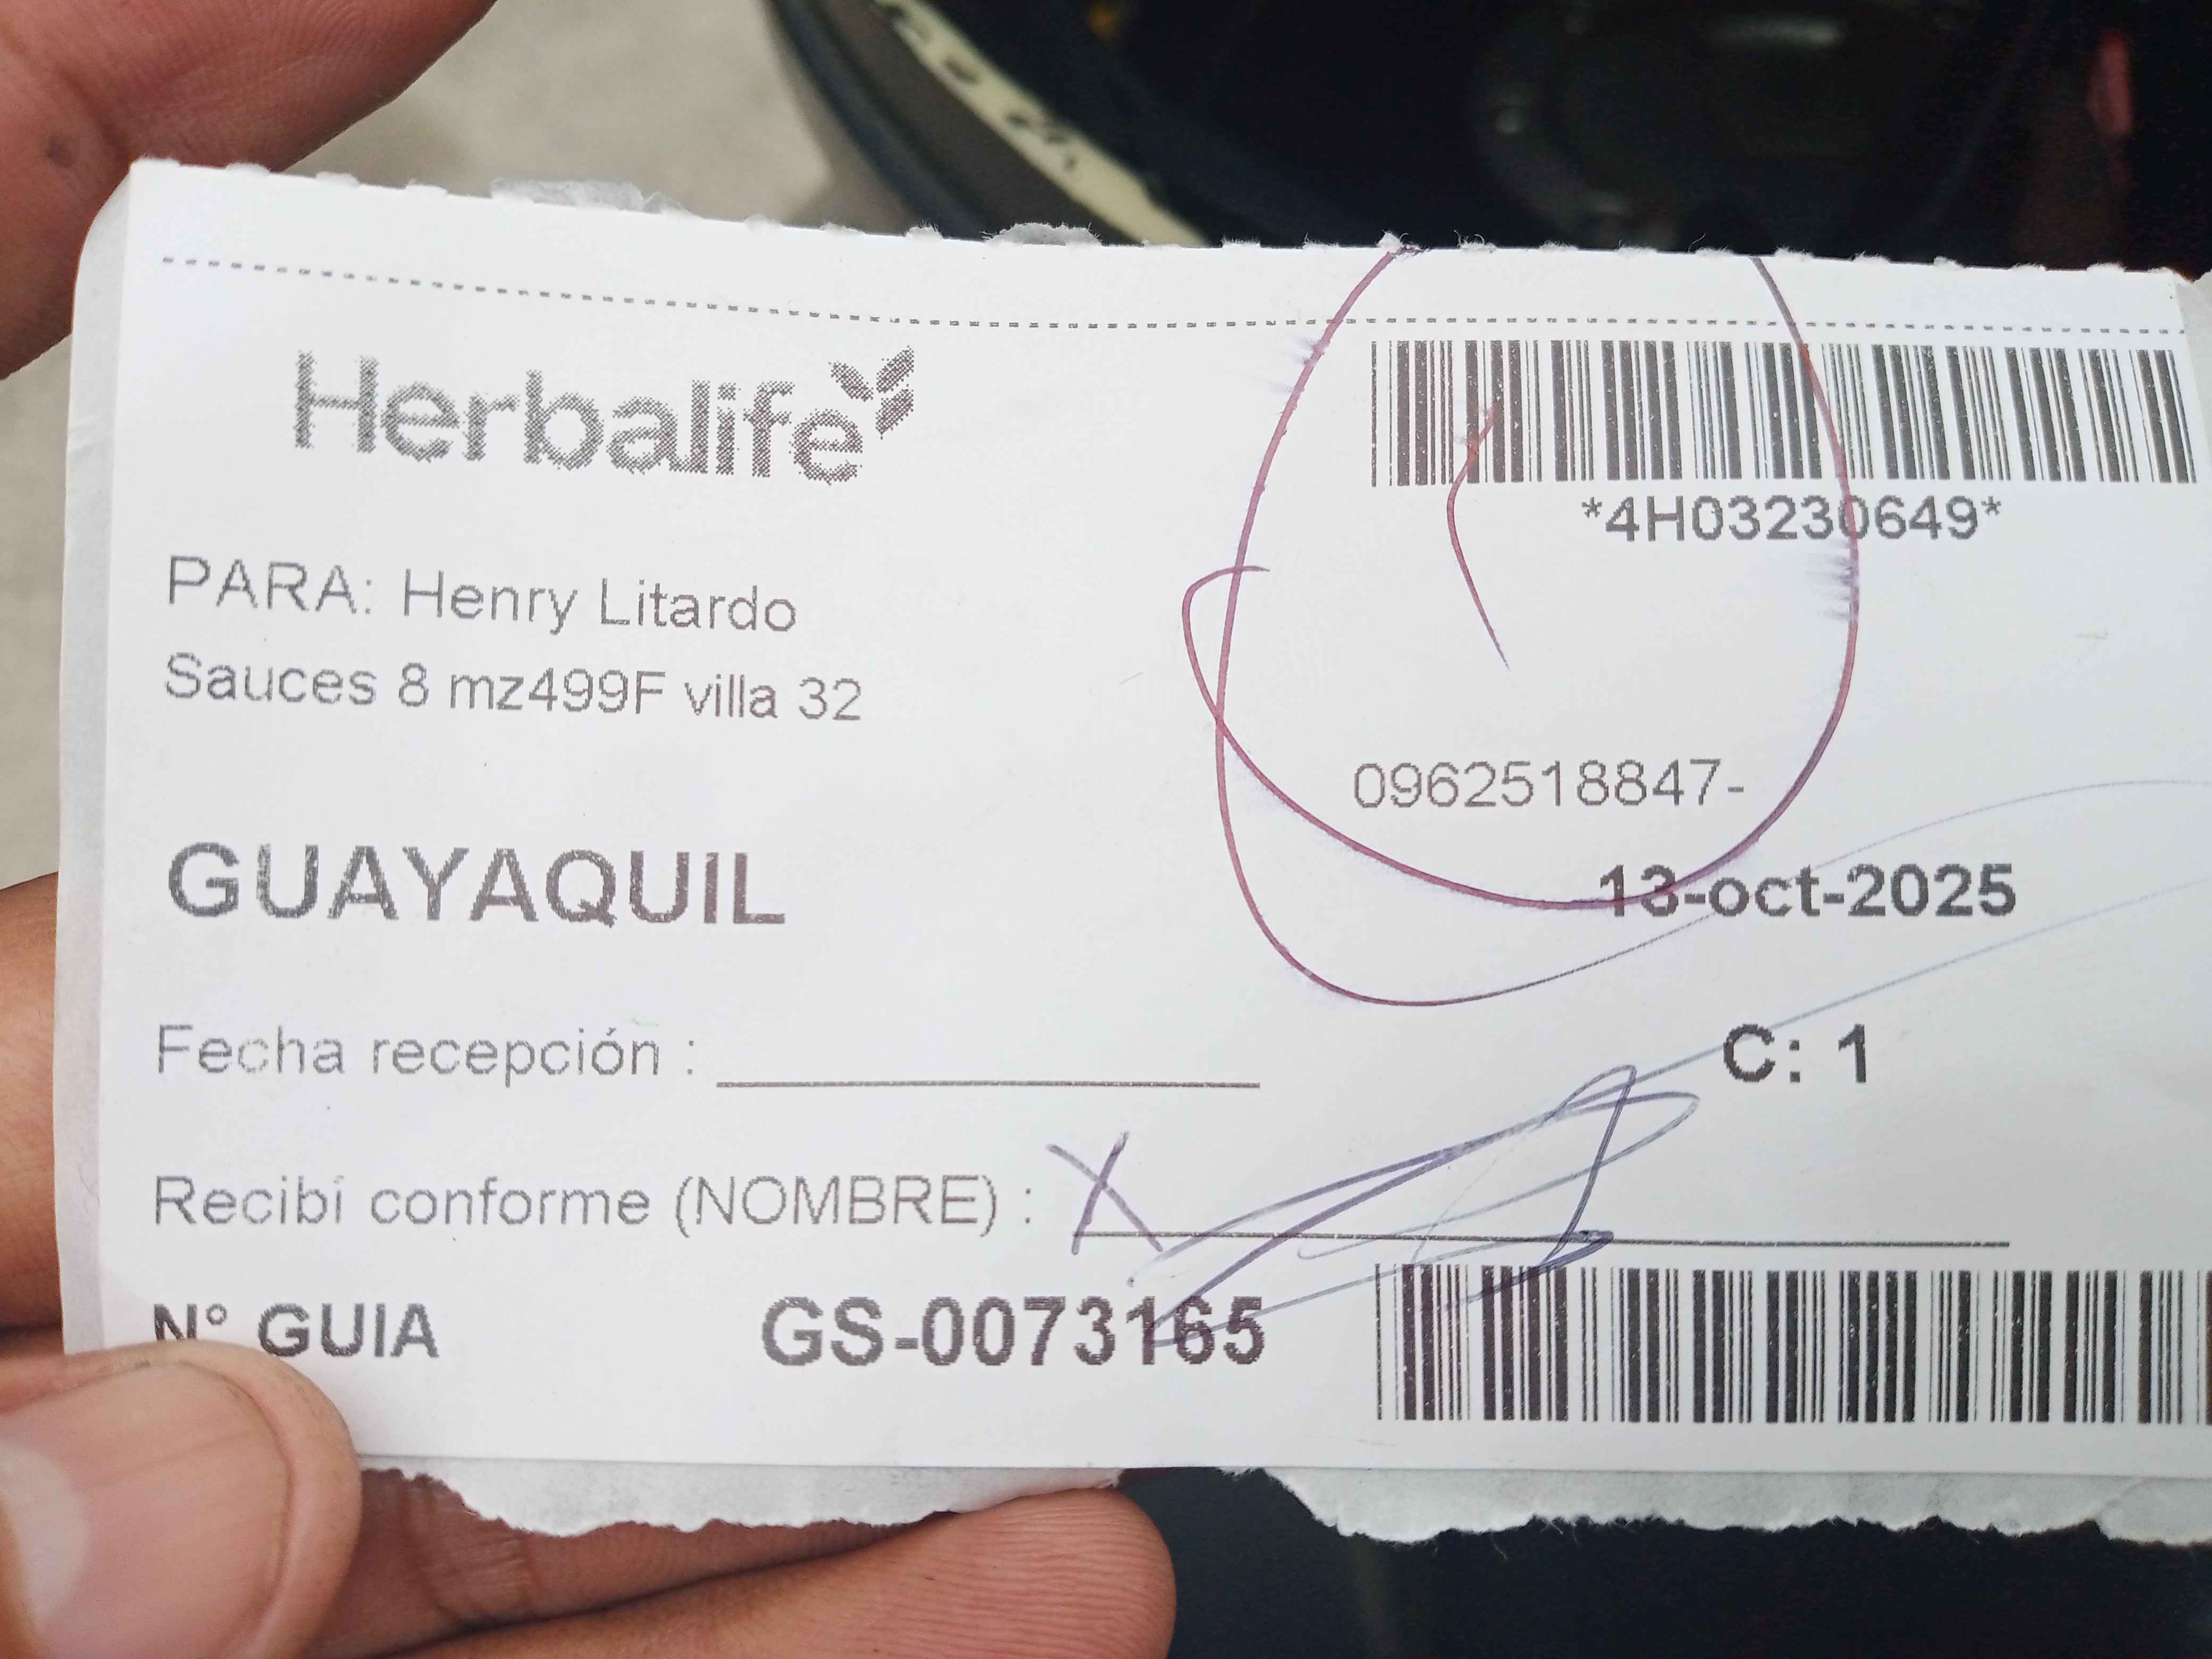 Herbalife
*4H03230649*
PARA: Henry Litardo
Sauces 8 mz499F villa 32
0962518847-
GUAYAQUIL
13-oct-2025
Fecha recepción :
C: 1
Recibí conforme (NOMBRE) : X
N° GUIA GS-0073165